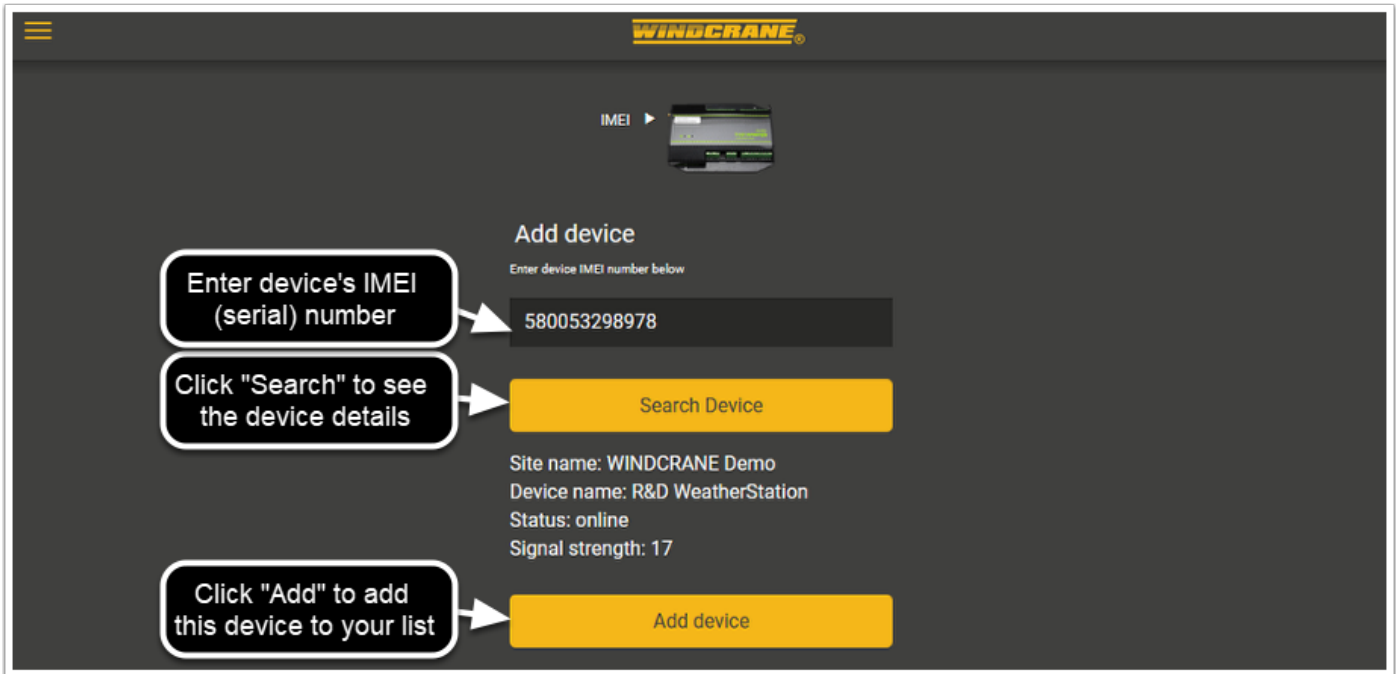 WINDCRANE®
IMEI
Add device
Enter device IMEI number below
Enter device's IMEI
(serial) number
580053298978
Click "Search" to see
the device details
Search Device
Site name: WINDCRANE Demo
Device name: R&D WeatherStation
Status: online
Signal strength: 17
Click "Add" to add
this device to your list
Add device